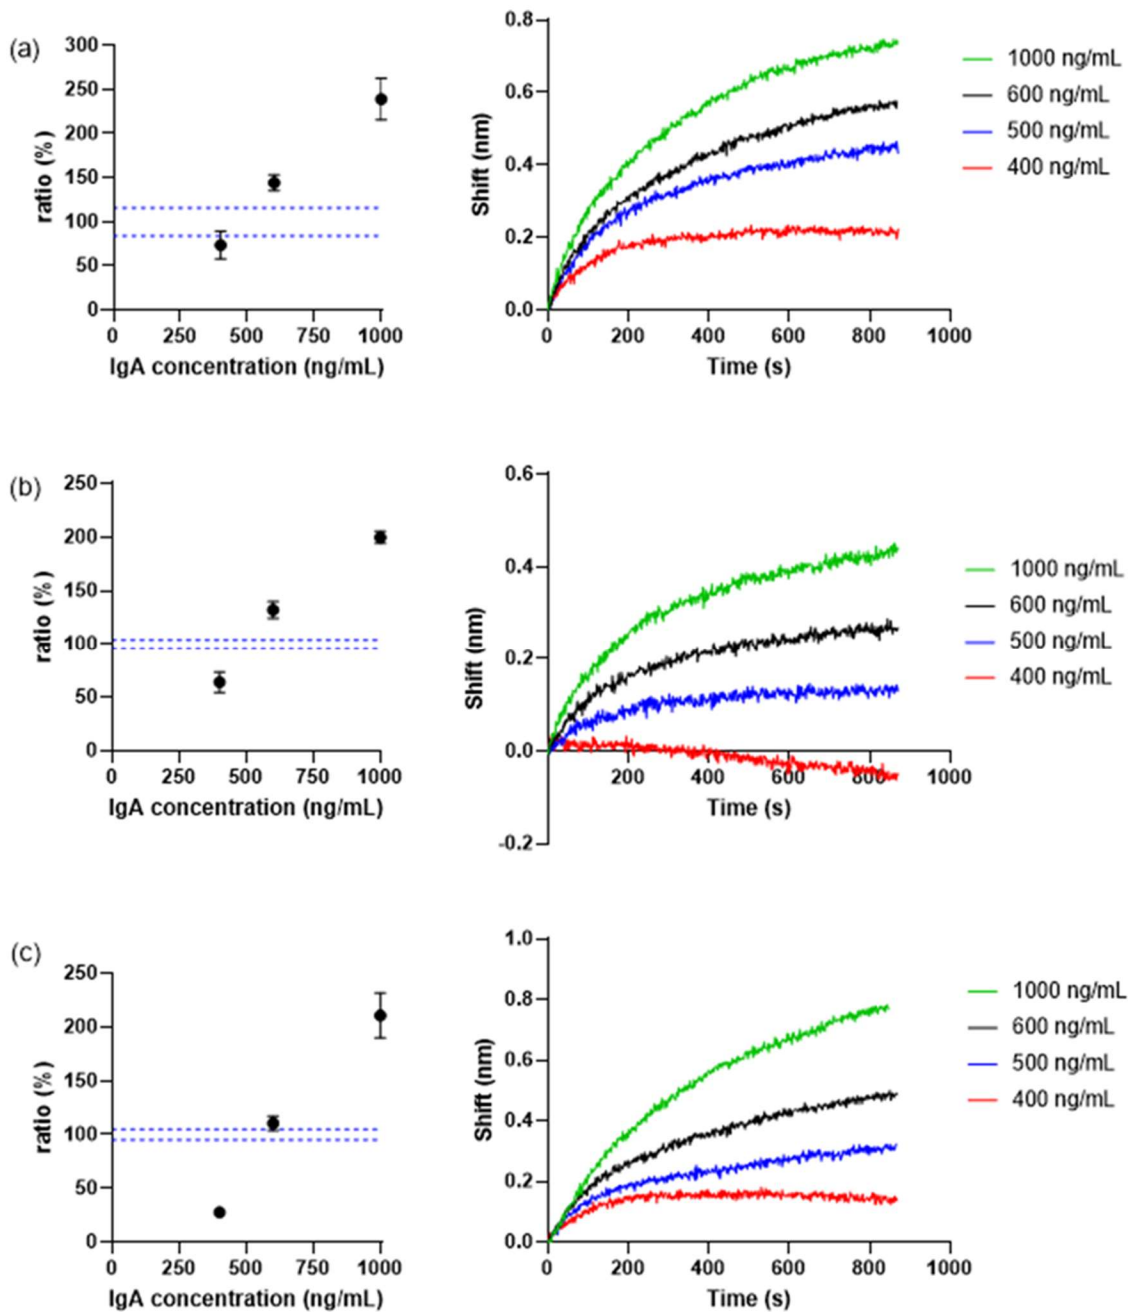 (a)
ratio (%)
300
250
200
150
100
50
0
0 250 500 750 1000
IgA concentration (ng/mL)
Shift (nm)
0.8
0.6
0.4
0.2
0.0
0 200 400 600 800 1000
Time (s)
1000 ng/mL
600 ng/mL
500 ng/mL
400 ng/mL
(b)
ratio (%)
250
200
150
100
50
0
0 250 500 750 1000
IgA concentration (ng/mL)
Shift (nm)
0.6
0.4
0.2
0.0
-0.2
200 400 600 800 1000
Time (s)
1000 ng/mL
600 ng/mL
500 ng/mL
400 ng/mL
(c)
ratio (%)
250
200
150
100
50
0
0 250 500 750 1000
IgA concentration (ng/mL)
Shift (nm)
1.0
0.8
0.6
0.4
0.2
0.0
0 200 400 600 800 1000
Time (s)
1000 ng/mL
600 ng/mL
500 ng/mL
400 ng/mL